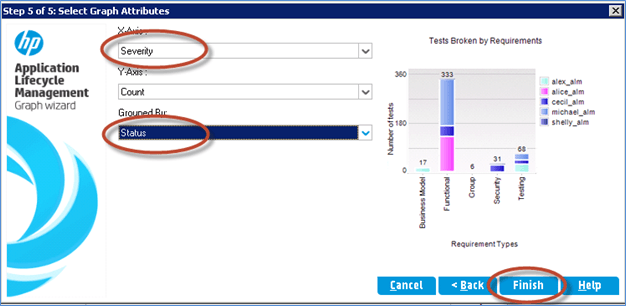 Step 5 of 5: Select Graph Attributes
hp
Application
Lifecycle
Management
Graph wizard
X-Axis :
Severity
Y-Axis :
Count
Grouped By:
Status
Tests Broken by Requirements
Number of tests
360
180
0
17
333
6
31
68
Business Model
Functional
Group
Security
Testing
Requirement Types
alex_alm
alice_alm
cecil_alm
michael_alm
shelly_alm
Cancel
< Back
Finish
Help